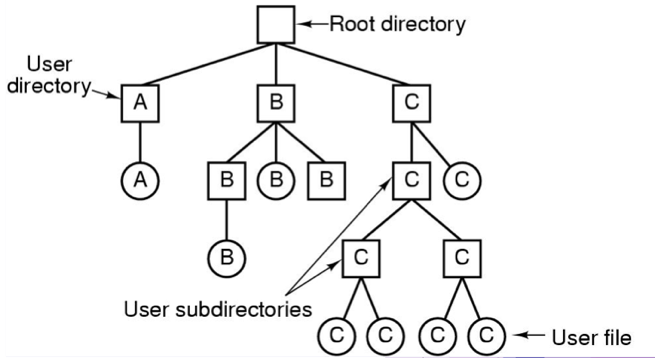 Root directory
User
directory
A B C
A B B B C C
B C C
User subdirectories
C C C C
User file